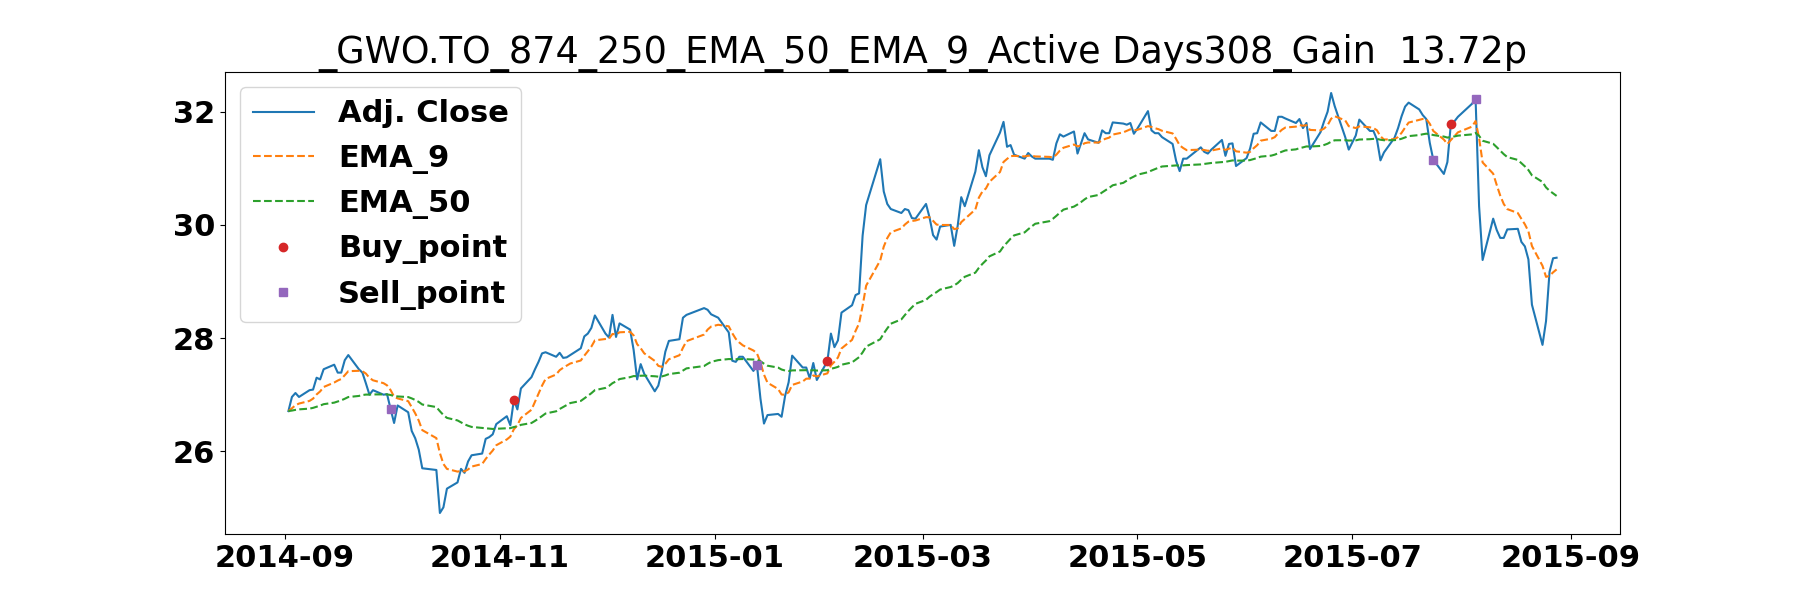 _GWO.TO_874_250_EMA_50_EMA_9_Active Days308_Gain  13.72p
32
30
28
26
Adj. Close
EMA_9
EMA_50
Buy_point
Sell_point
2014-09 2014-11 2015-01 2015-03 2015-05 2015-07 2015-09